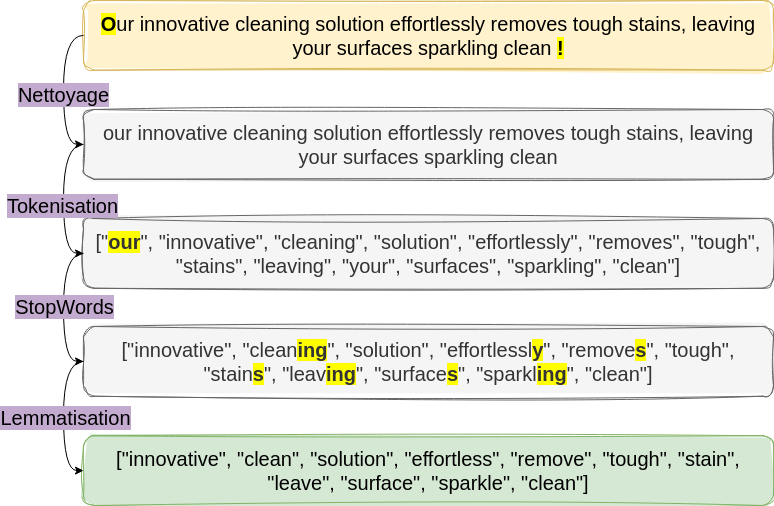 Our innovative cleaning solution effortlessly removes tough stains, leaving
your surfaces sparkling clean !
Nettoyage
our innovative cleaning solution effortlessly removes tough stains, leaving
your surfaces sparkling clean
Tokenisation
["our", "innovative", "cleaning", "solution", "effortlessly", "removes", "tough",
"stains", "leaving", "your", "surfaces", "sparkling", "clean"]
StopWords
["innovative", "cleaning", "solution", "effortlessly", "removes", "tough",
"stains", "leaving", "surfaces", "sparkling", "clean"]
Lemmatisation
["innovative", "clean", "solution", "effortless", "remove", "tough", "stain",
"leave", "surface", "sparkle", "clean"]